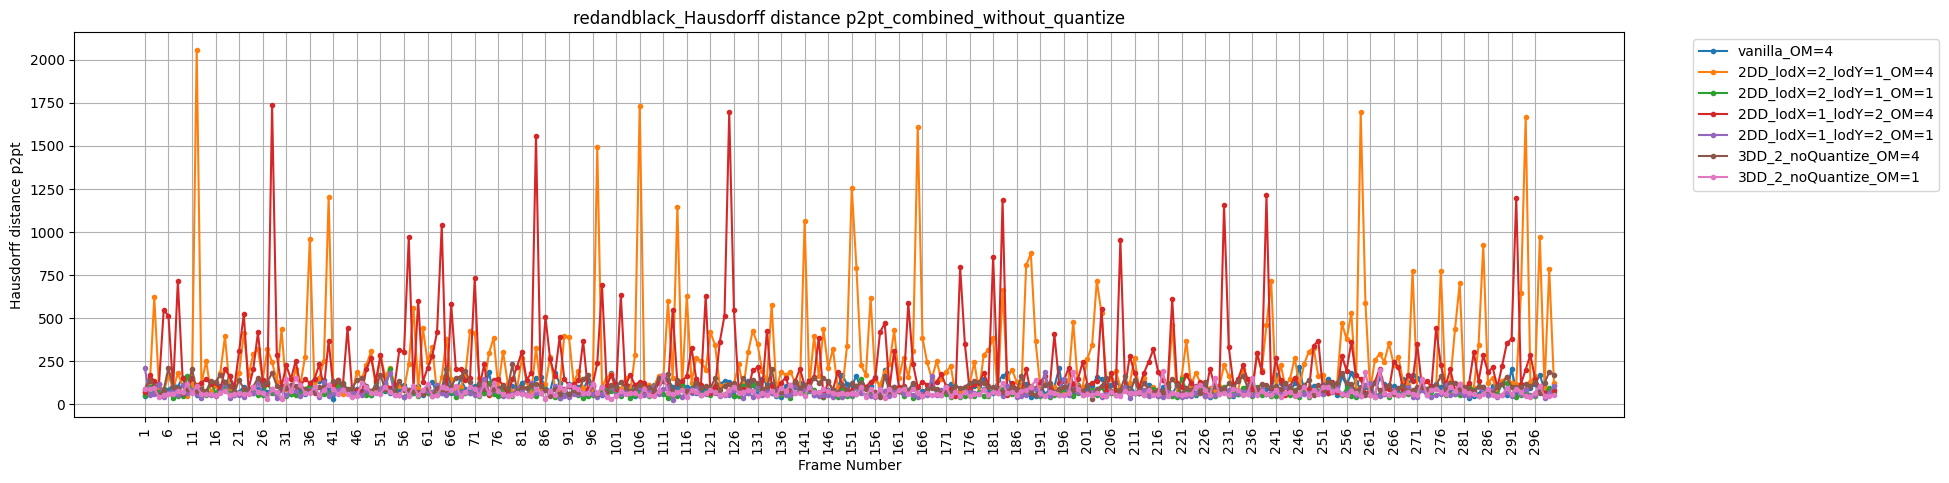 redandblack_Hausdorff distance p2pt_combined_without_quantize
Hausdorff distance p2pt
2000
1750
1500
1250
1000
750
500
250
0
1 6 11 16 21 26 31 36 41 46 51 56 61 66 71 76 81 86 91 96 101 106 111 116 121 126 131 136 141 146 151 156 161 166 171 176 181 186 191 196 201 206 211 216 221 226 231 236 241 246 251 256 261 266 271 276 281 286 291 296
Frame Number
vanilla_OM=4
2DD_lodX=2_lodY=1_OM=4
2DD_lodX=2_lodY=1_OM=1
2DD_lodX=1_lodY=2_OM=4
2DD_lodX=1_lodY=2_OM=1
3DD_2_noQuantize_OM=4
3DD_2_noQuantize_OM=1